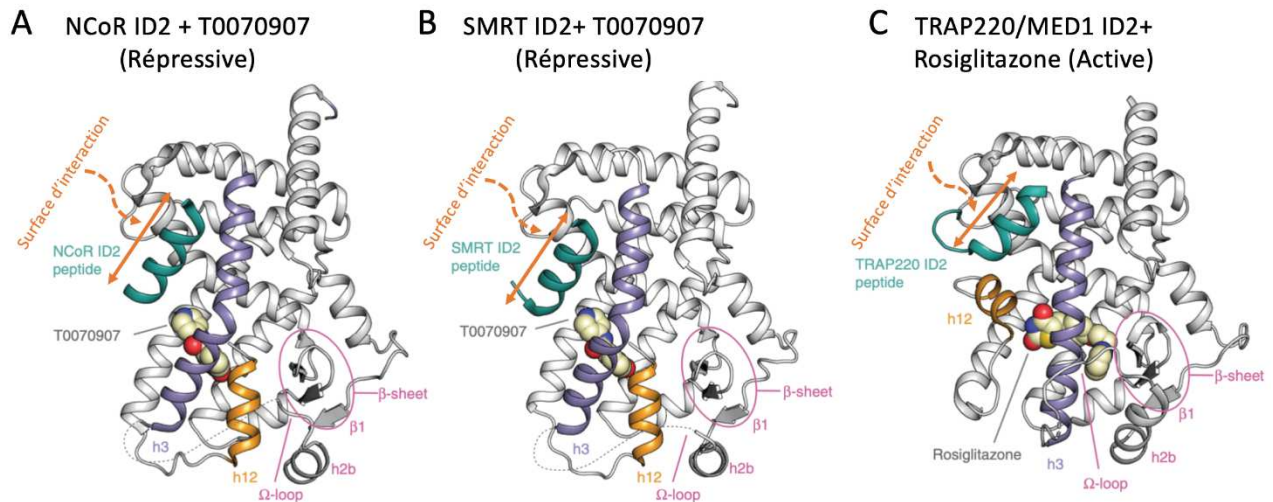 A NCoR ID2 + T0070907
(Répressive)
Surface d'interaction
NCoR ID2
peptide
T0070907
h3
h12
Ω-loop
h2b
β1
β-sheet
B SMRT ID2+ T0070907
(Répressive)
Surface d'interaction
SMRT ID2
peptide
T0070907
h3
h12
Ω-loop
h2b
β1
β-sheet
C TRAP220/MED1 ID2+
Rosiglitazone (Active)
Surface d'interaction
TRAP220 ID2
peptide
h12
Rosiglitazone
h3
Ω-loop
h2b
β1
β-sheet